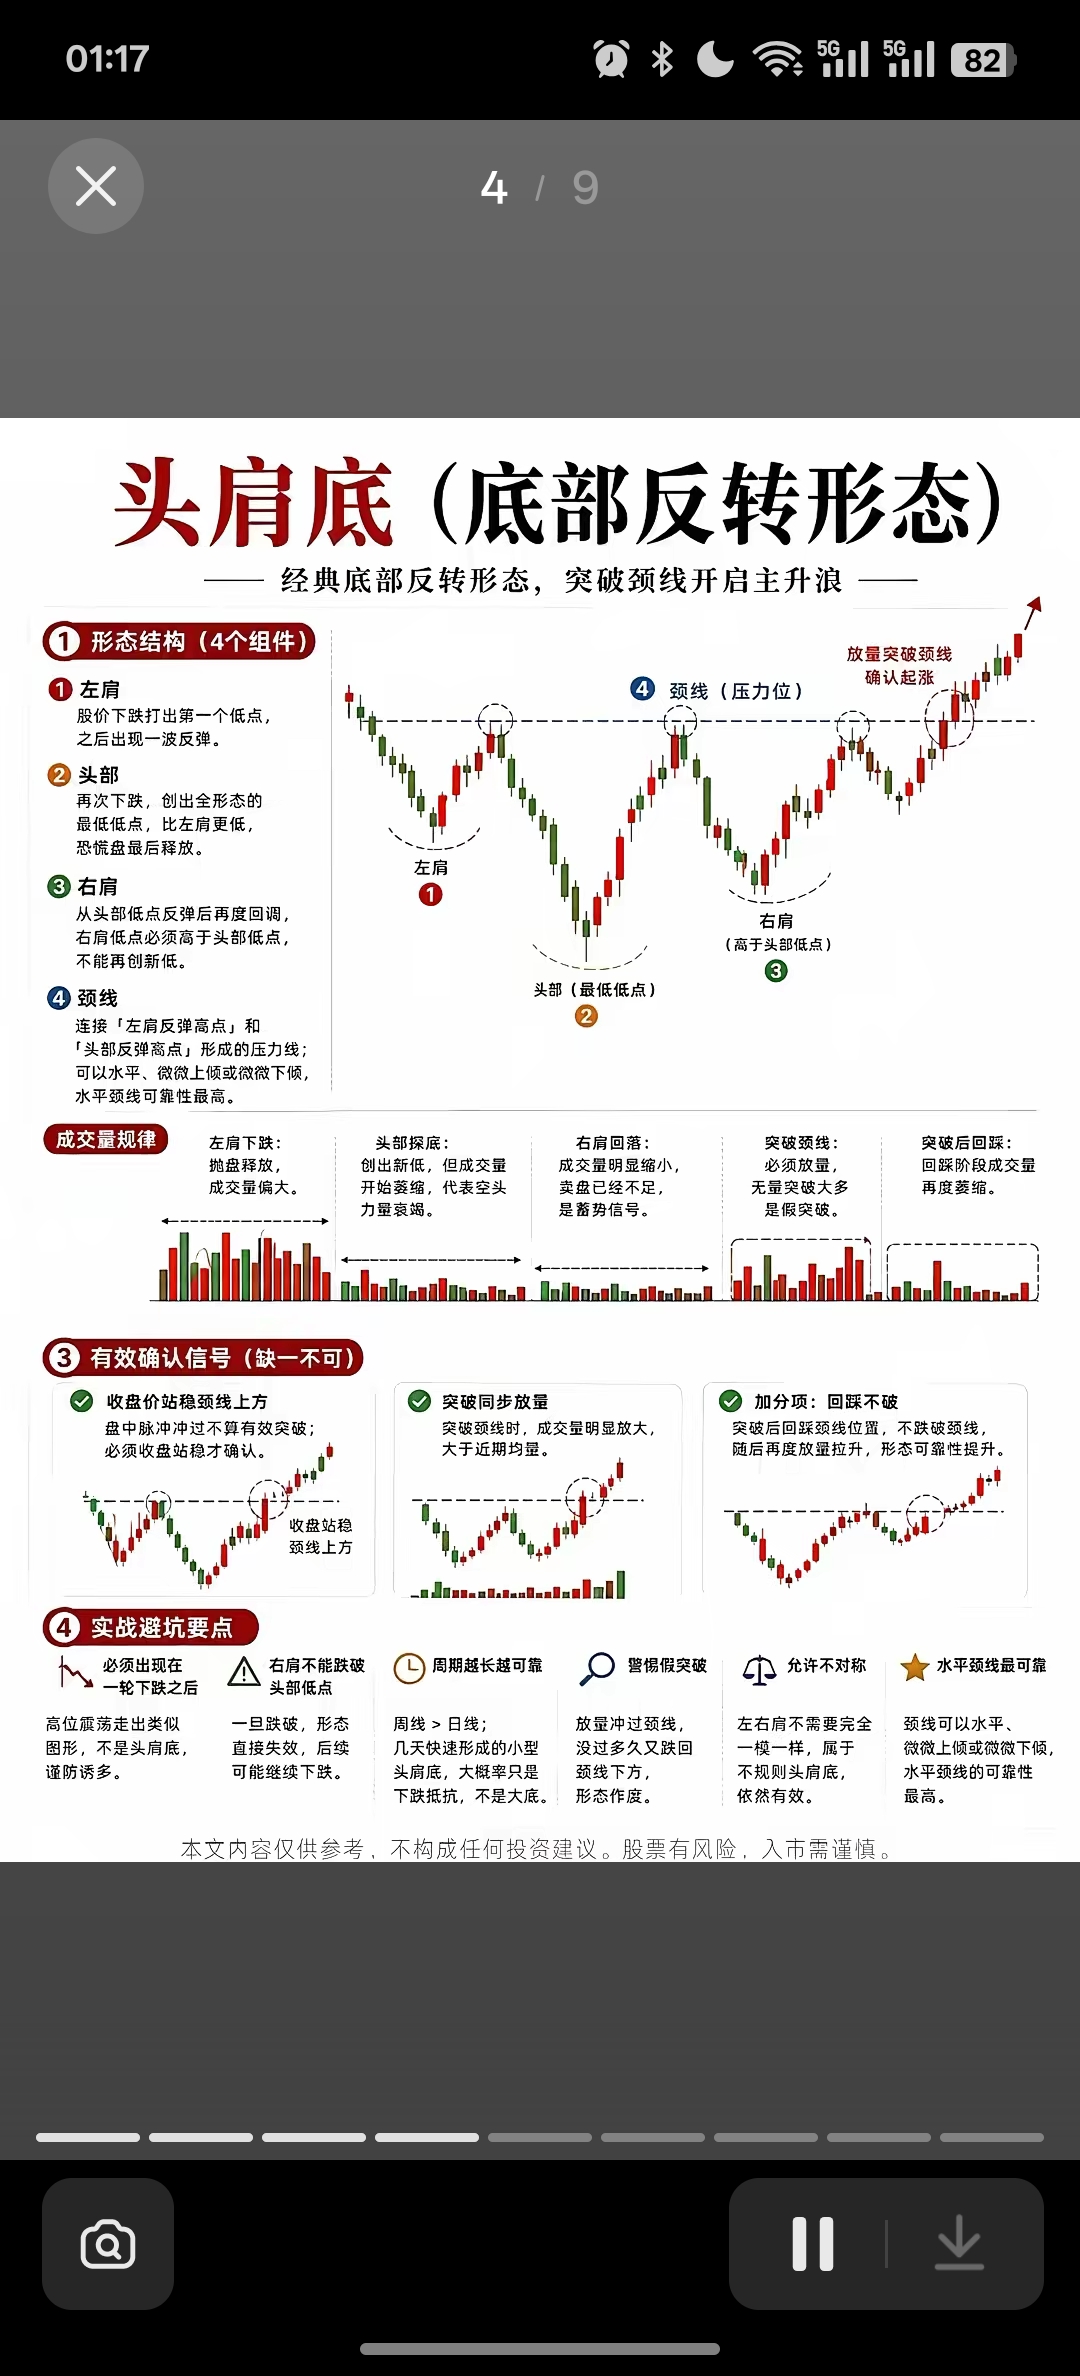 01:17
5G
5G
82
4 / 9
头肩底（底部反转形态）
经典底部反转形态，突破颈线开启主升浪
1 形态结构（4个组件）
1 左肩
股价下跌打出第一个低点，
之后出现一波反弹。
2 头部
再次下跌，创出全形态的
最低低点，比左肩更低，
恐慌盘最后释放。
3 右肩
从头部低点反弹后再度回调，
右肩低点必须高于头部低点，
不能再创新低。
4 颈线
连接「左肩反弹高点」和
「头部反弹高点」形成的压力线；
可以水平、微微上倾或微微下倾，
水平颈线可靠性最高。
4 颈线（压力位）
放量突破颈线
确认起涨
左肩
1
头部（最低低点）
2
右肩
（高于头部低点）
3
成交量规律
左肩下跌：
抛盘释放，
成交量偏大。
头部探底：
创出新低，但成交量
开始萎缩，代表空头
力量衰竭。
右肩回落：
成交量明显缩小，
卖盘已经不足，
是蓄势信号。
突破颈线：
必须放量，
无量突破大多
是假突破。
突破后回踩：
回踩阶段成交量
再度萎缩。
3 有效确认信号（缺一不可）
收盘价站稳颈线上方
盘中脉冲冲过不算有效突破；
必须收盘站稳才确认。
收盘站稳
颈线上方
突破同步放量
突破颈线时，成交量明显放大，
大于近期均量。
加分项：回踩不破
突破后回踩颈线位置，不跌破颈线，
随后再度放量拉升，形态可靠性提升。
4 实战避坑要点
必须出现在
一轮下跌之后
高位震荡走出类似
图形，不是头肩底，
谨防诱多。
右肩不能跌破
头部低点
一旦跌破，形态
直接失效，后续
可能继续下跌。
周期越长越可靠
周线 > 日线；
几天快速形成的小型
头肩底，大概率只是
下跌抵抗，不是大底。
警惕假突破
放量冲过颈线，
没过多久又跌回
颈线下方，
形态作废。
允许不对称
左右肩不需要完全
一模一样，属于
不规则头肩底，
依然有效。
水平颈线最可靠
颈线可以水平、
微微上倾或微微下倾，
水平颈线的可靠性
最高。
本文内容仅供参考，不构成任何投资建议。股票有风险，入市需谨慎。